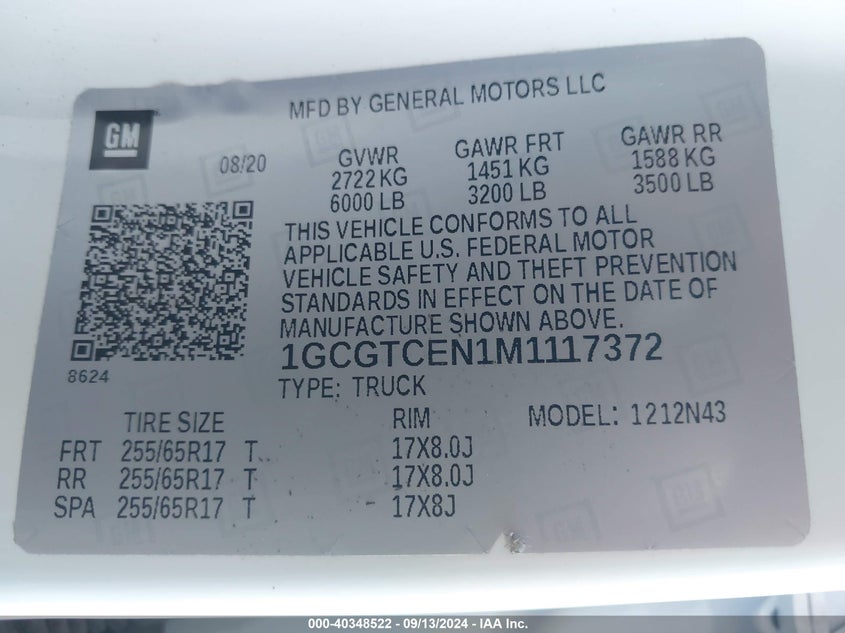 MFD BY GENERAL MOTORS LLC
GM
08/20
GVWR
2722 KG
6000 LB
GAWR FRT
1451 KG
3200 LB
GAWR RR
1588 KG
3500 LB
THIS VEHICLE CONFORMS TO ALL
APPLICABLE U.S. FEDERAL MOTOR
VEHICLE SAFETY AND THEFT PREVENTION
STANDARDS IN EFFECT ON THE DATE OF
MANUFACTURE SHOWN ABOVE.
1GCGTCEN1M1117372
8624
TYPE: TRUCK
MODEL: 1212N43
TIRE SIZE RIM
FRT 255/65R17 T 17X8.0J
RR 255/65R17 T 17X8.0J
SPA 255/65R17 T 17X8J
000-40348522 - 09/13/2024 - IAA Inc.